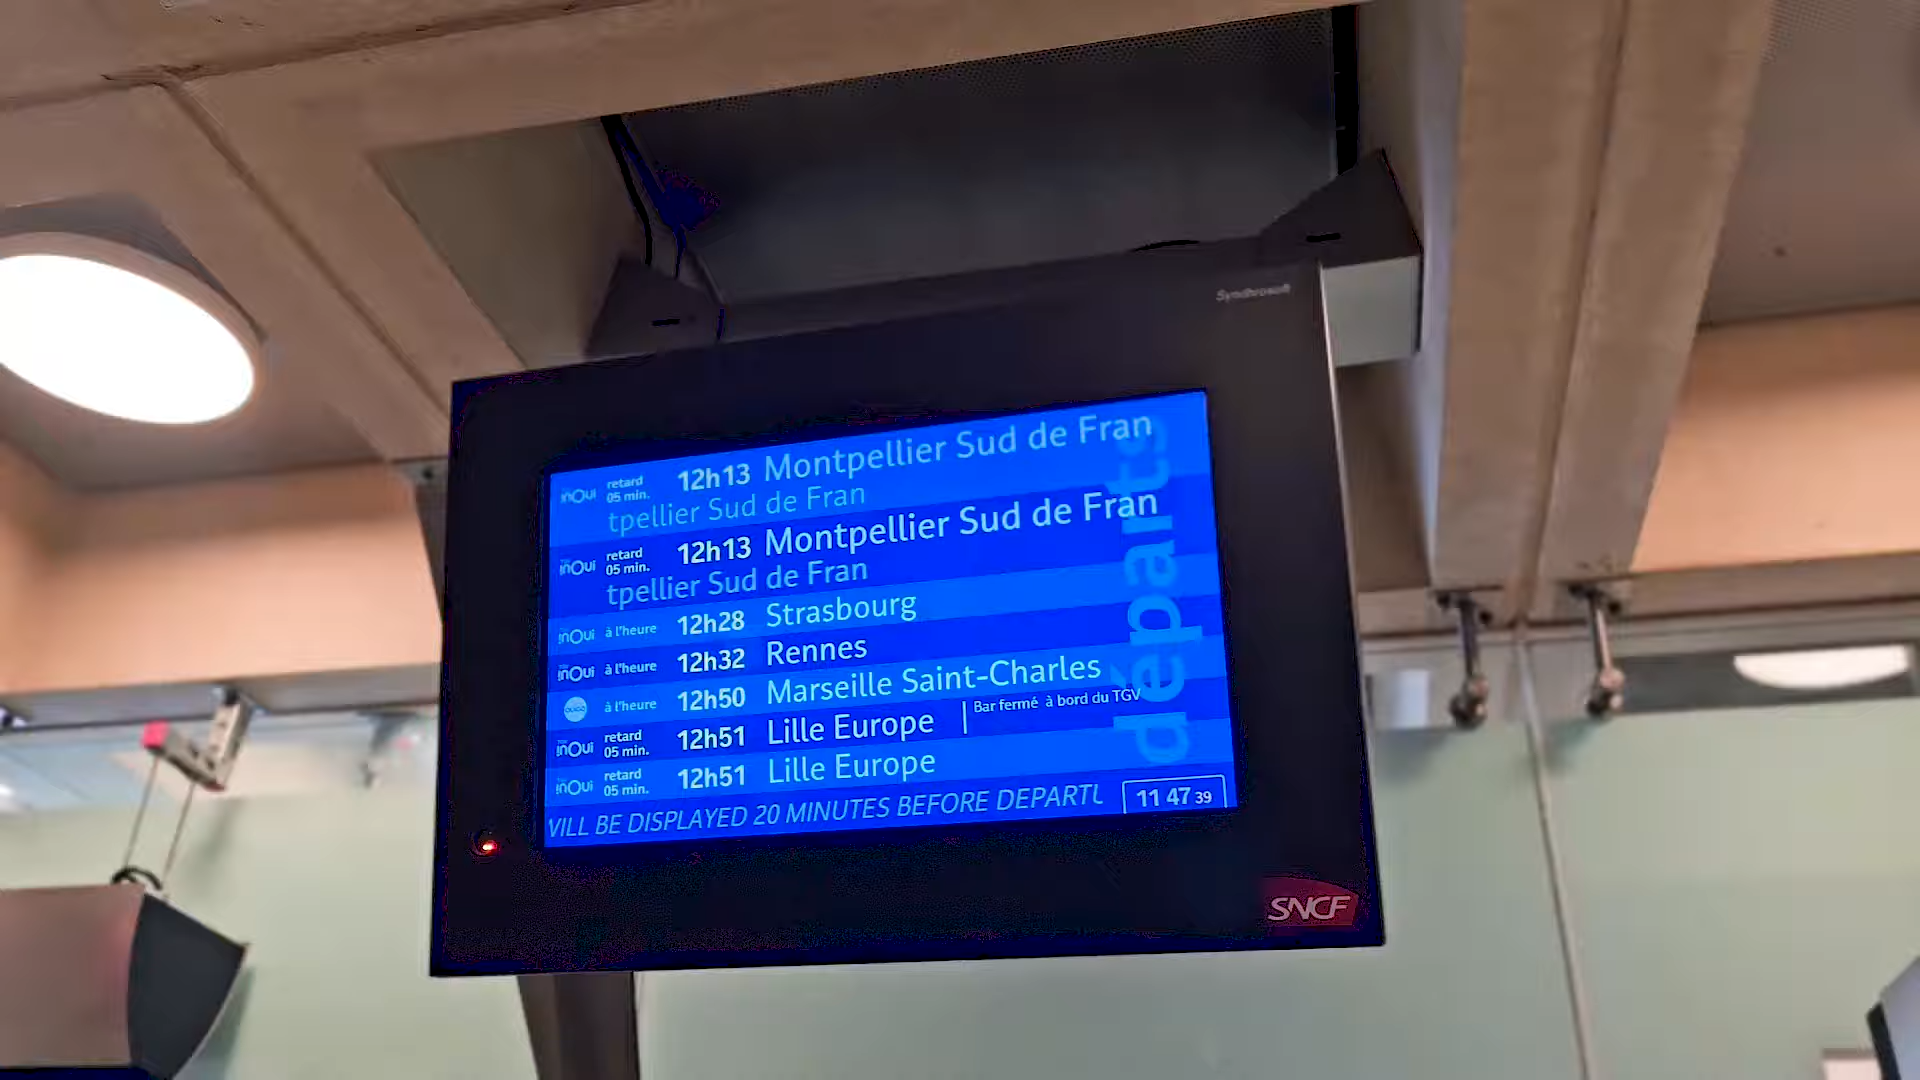 Synchrosoft
inOui retard 05 min. 12h13 Montpellier Sud de Fran
tpellier Sud de Fran
inOui retard 05 min. 12h13 Montpellier Sud de Fran
tpellier Sud de Fran
inOui à l'heure 12h28 Strasbourg
inOui à l'heure 12h32 Rennes
OUIGO à l'heure 12h50 Marseille Saint-Charles
inOui retard 05 min. 12h51 Lille Europe Bar fermé à bord du TGV
inOui retard 05 min. 12h51 Lille Europe
VILL BE DISPLAYED 20 MINUTES BEFORE DEPARTU 11 47 39
départs
SNCF